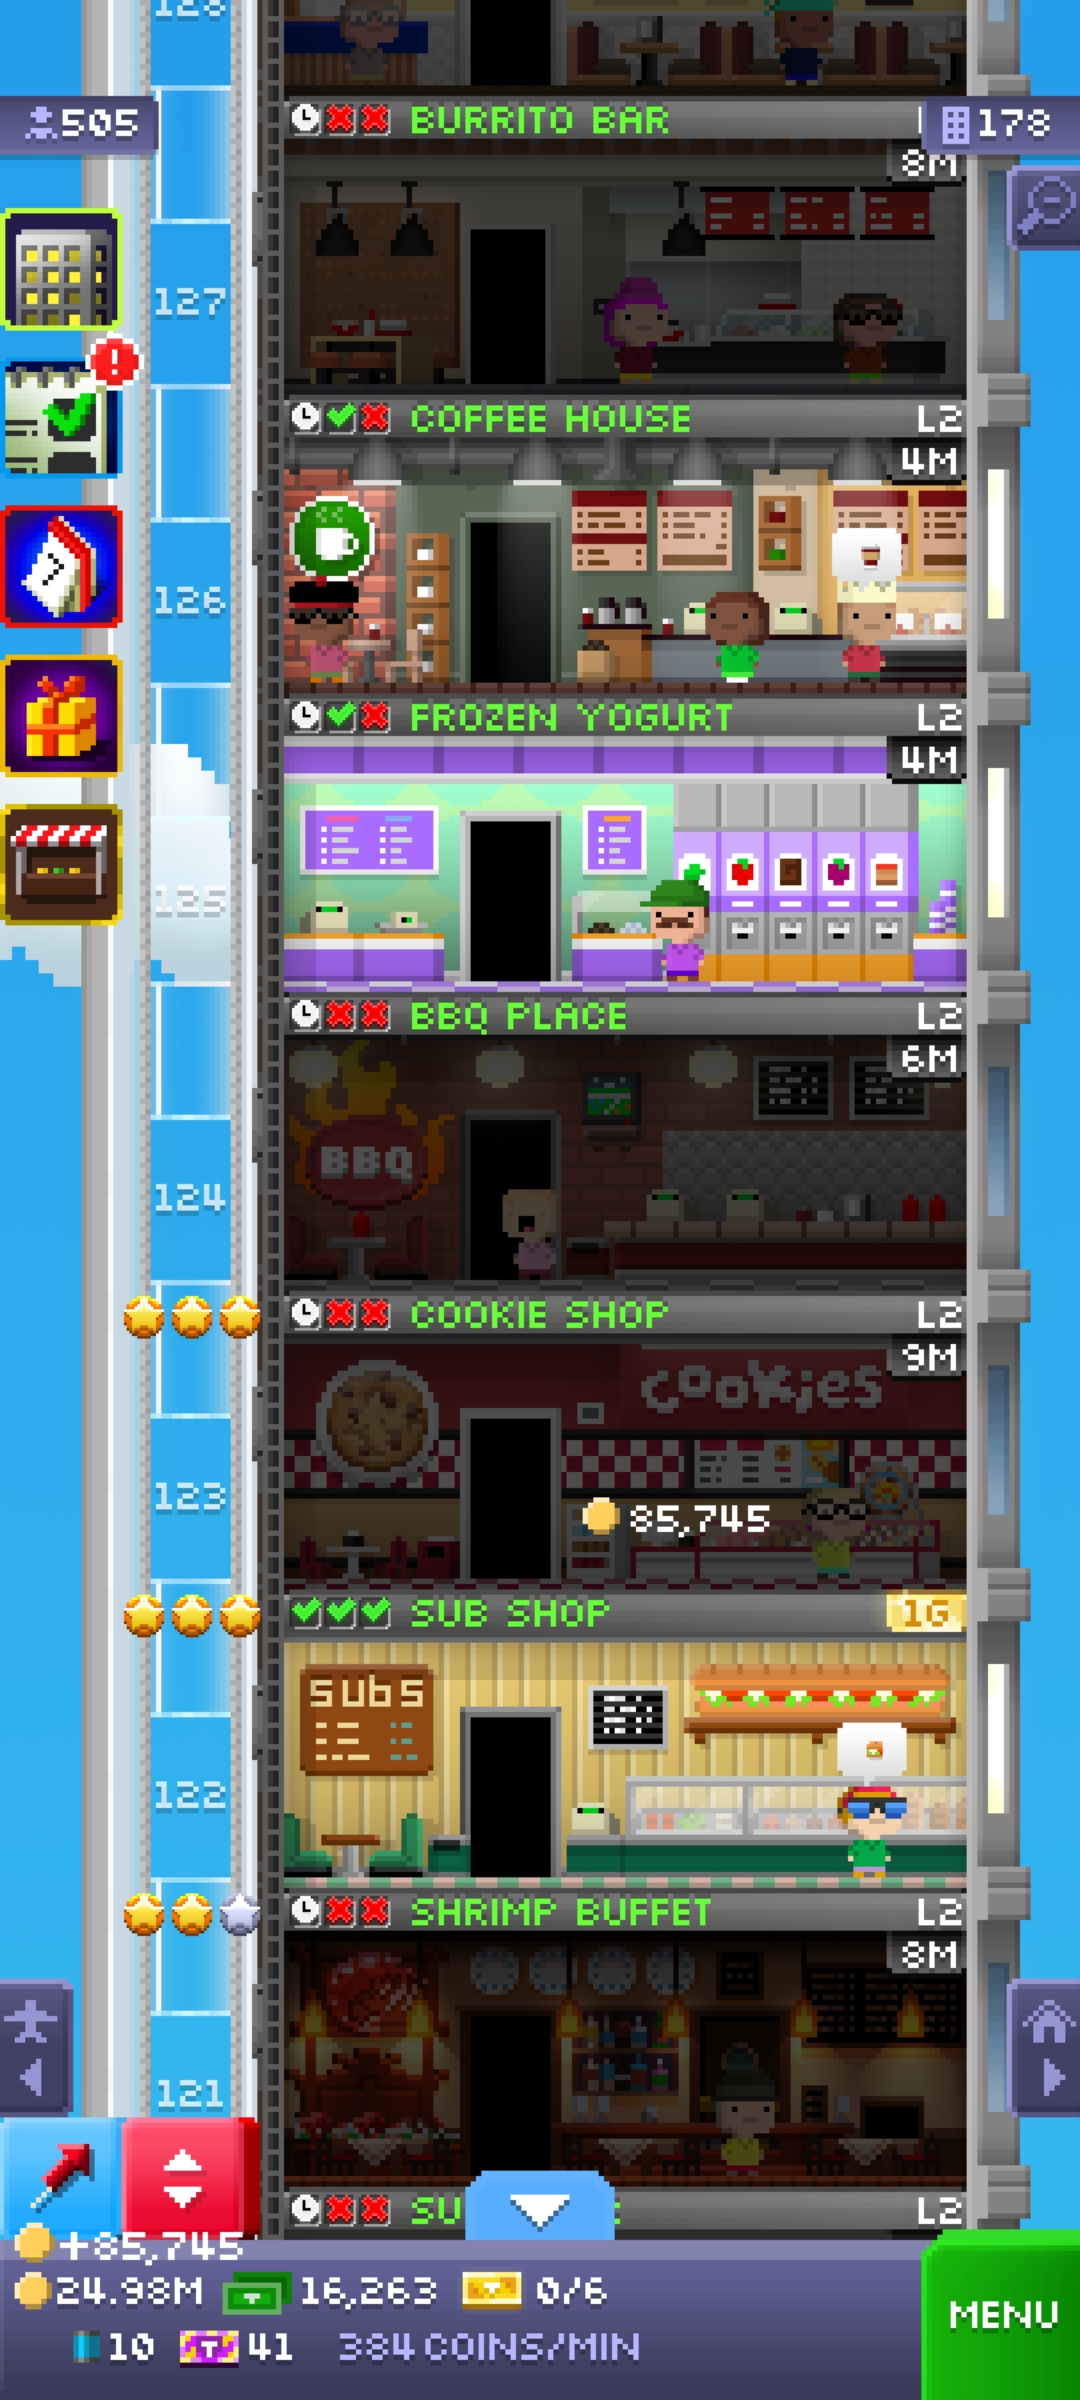 128
505
BURRITO BAR
178
8M
127
COFFEE HOUSE L2
4M
126
FROZEN YOGURT L2
4M
125
BBQ PLACE L2
6M
BBQ
124
COOKIE SHOP L2
9M
cookies
123
85,745
SUB SHOP 1G
subs
122
SHRIMP BUFFET L2
8M
121
SU L2
+85,745
24.98M 16,263 0/6
MENU
10 T 41 384 COINS/MIN